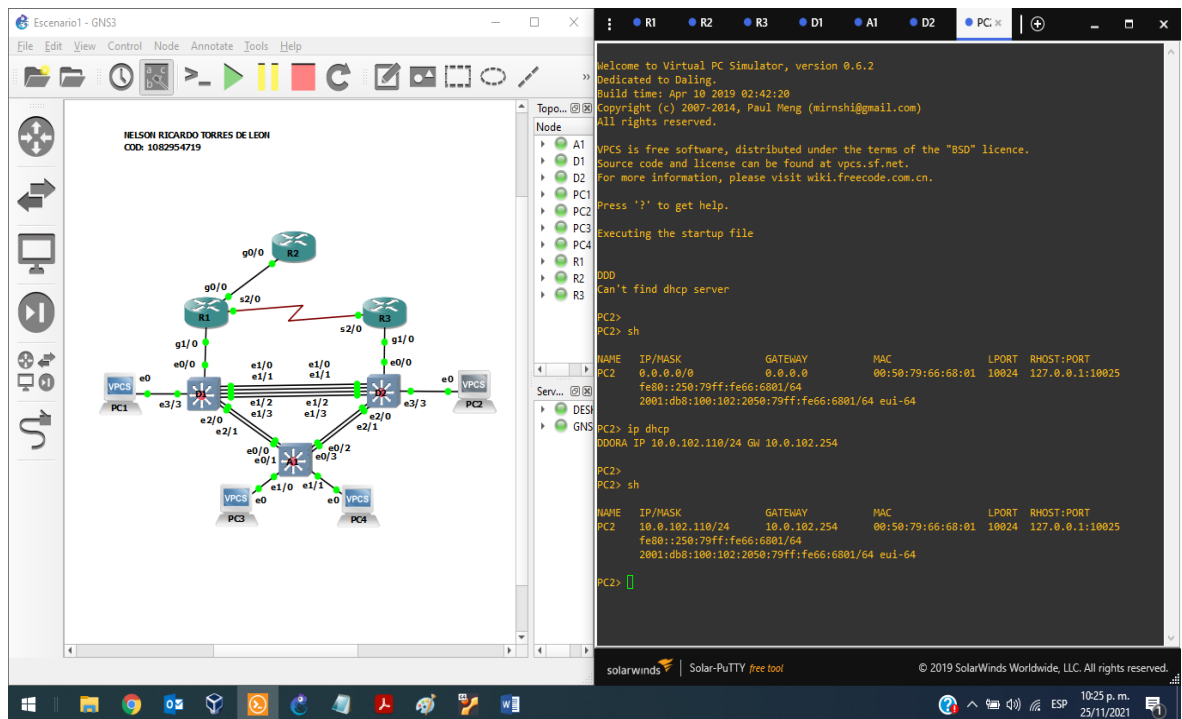 Escenario1 - GNS3
File Edit View Control Node Annotate Tools Help
NELSON RICARDO TORRES DE LEON
COD: 1082954719
g0/0
R2
g0/0
s2/0
R1
R3
s2/0
g1/0
g1/0
e0/0
e1/0
e1/0
e0/0
e1/1
e1/1
VPCS
e0
e0
VPCS
D1
D2
PC1
e3/3
e1/2
e1/2
e3/3
PC2
e1/3
e1/3
e2/0
e2/0
e2/1
e2/1
e0/0
e0/2
e0/1
A1
e0/3
e1/0
e1/1
VPCS
e0
e0
VPCS
PC3
PC4
Topo...
Node
A1
D1
D2
PC1
PC2
PC3
PC4
R1
R2
R3
Serv...
DESK
GNS
R1 R2 R3 D1 A1 D2 PC
Welcome to Virtual PC Simulator, version 0.6.2
Dedicated to Daling.
Build time: Apr 10 2019 02:42:20
Copyright (c) 2007-2014, Paul Meng (mirnshi@gmail.com)
All rights reserved.
VPCS is free software, distributed under the terms of the "BSD" licence.
Source code and license can be found at vpcs.sf.net.
For more information, please visit wiki.freecode.com.cn.
Press '?' to get help.
Executing the startup file
DDD
Can't find dhcp server
PC2>
PC2> sh
NAME IP/MASK GATEWAY MAC LPORT RHOST:PORT
PC2 0.0.0.0/0 0.0.0.0 00:50:79:66:68:01 10024 127.0.0.1:10025
fe80::250:79ff:fe66:6801/64
2001:db8:100:102:2050:79ff:fe66:6801/64 eui-64
PC2> ip dhcp
DDORA IP 10.0.102.110/24 GW 10.0.102.254
PC2>
PC2> sh
NAME IP/MASK GATEWAY MAC LPORT RHOST:PORT
PC2 10.0.102.110/24 10.0.102.254 00:50:79:66:68:01 10024 127.0.0.1:10025
fe80::250:79ff:fe66:6801/64
2001:db8:100:102:2050:79ff:fe66:6801/64 eui-64
PC2>
solarwinds Solar-PuTTY free tool © 2019 SolarWinds Worldwide, LLC. All rights reserved.
ESP
10:25 p. m.
25/11/2021